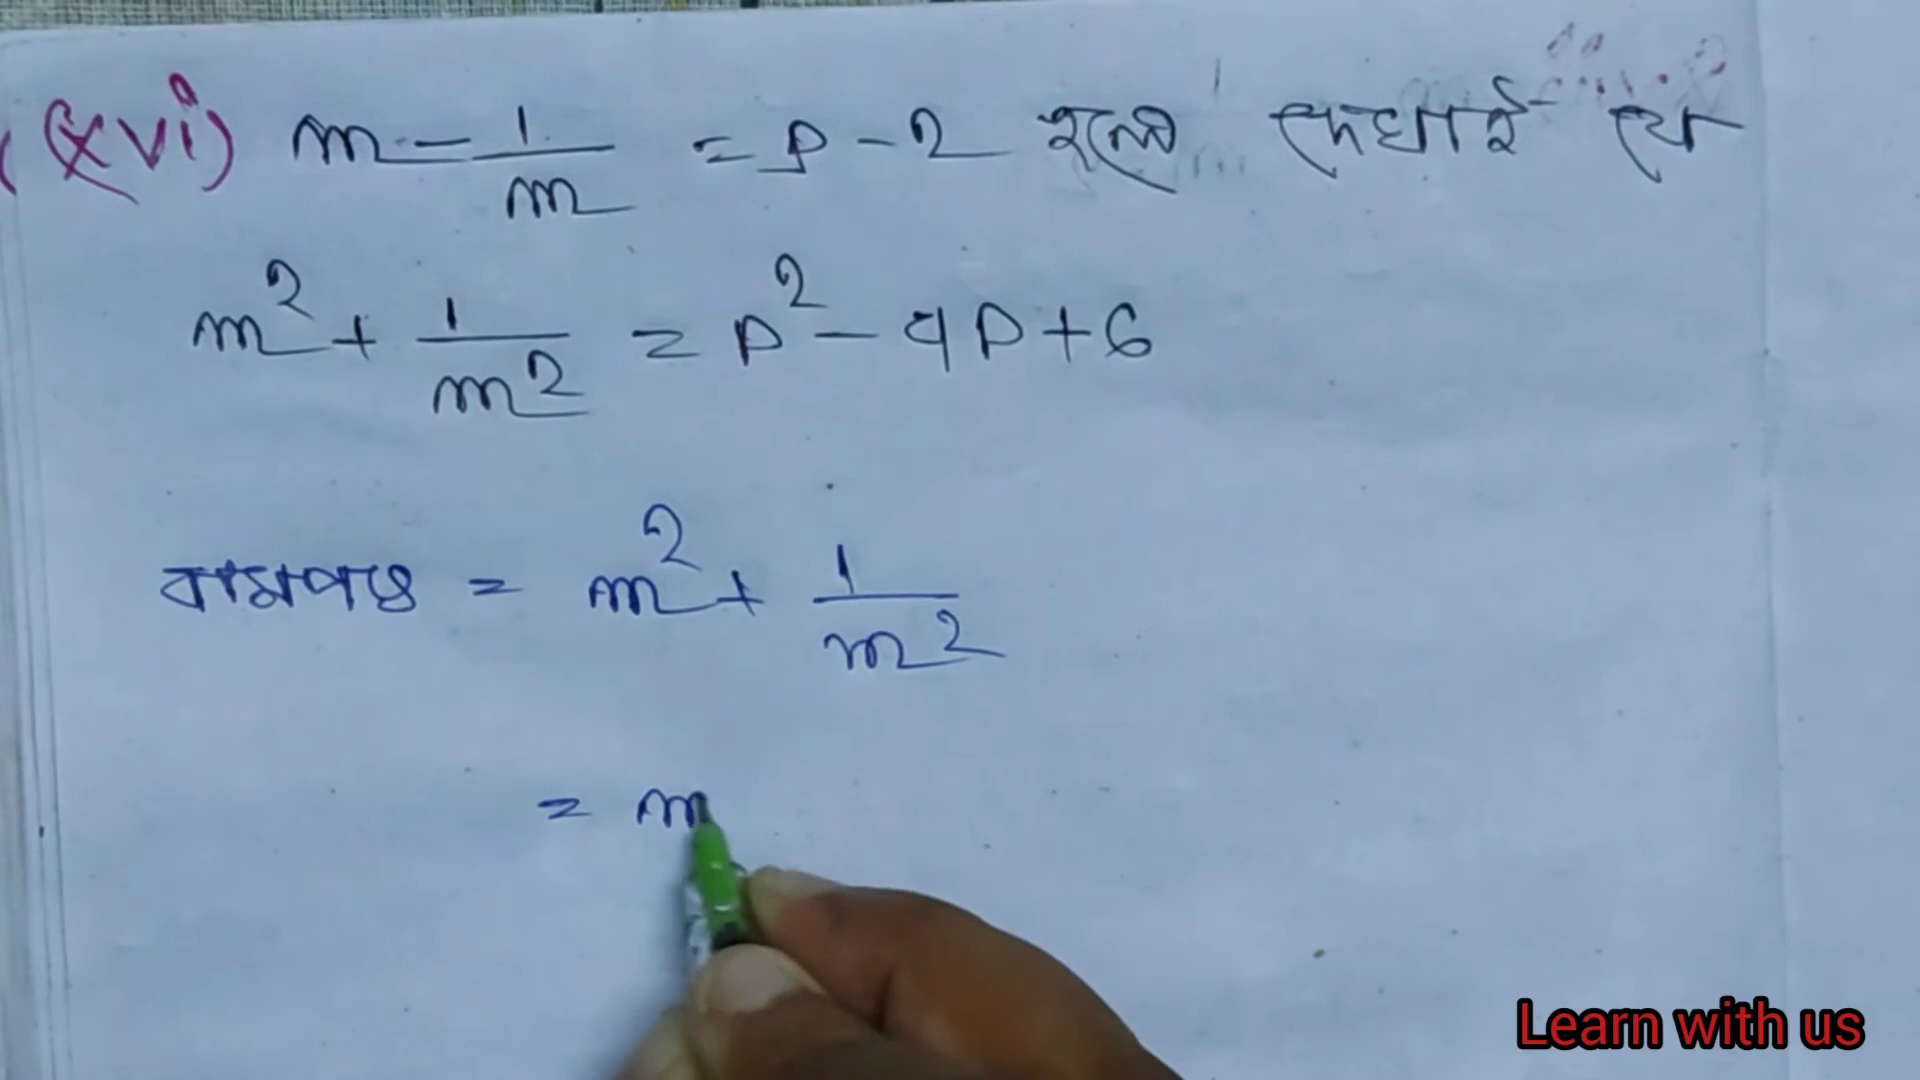 (xvi) m - 1/m = p - 2 হলে দেখাই যে
m² + 1/m² = p² - 4p + 6
বামপক্ষ = m² + 1/m²
= m
Learn with us